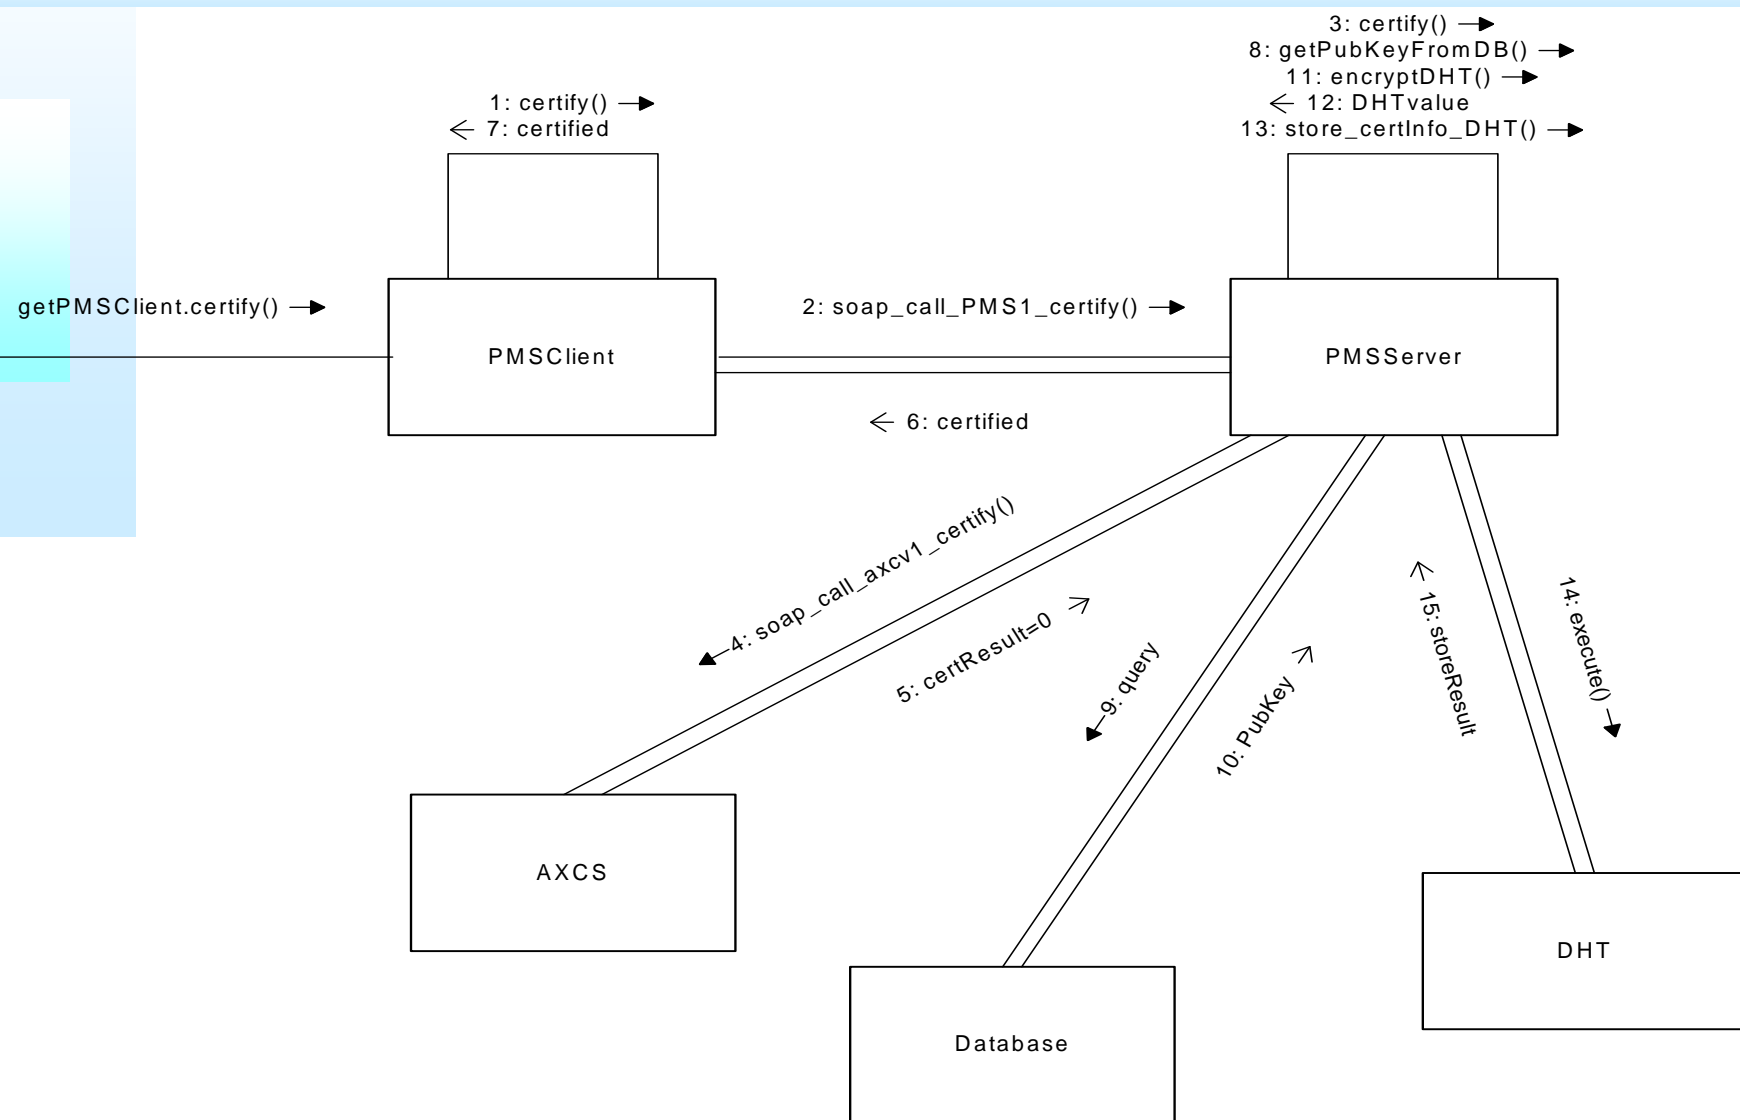 3: certify()
8: getPubKeyFromDB()
11: encryptDHT()
12: DHTvalue
13: store_certInfo_DHT()
1: certify()
7: certified
getPMSClient.certify()
2: soap_call_PMS1_certify()
PMSClient
PMSServer
6: certified
4: soap_call_axcv1_certify()
5: certResult=0
9: query
10: PubKey
15: storeResult
14: execute()
AXCS
DHT
Database